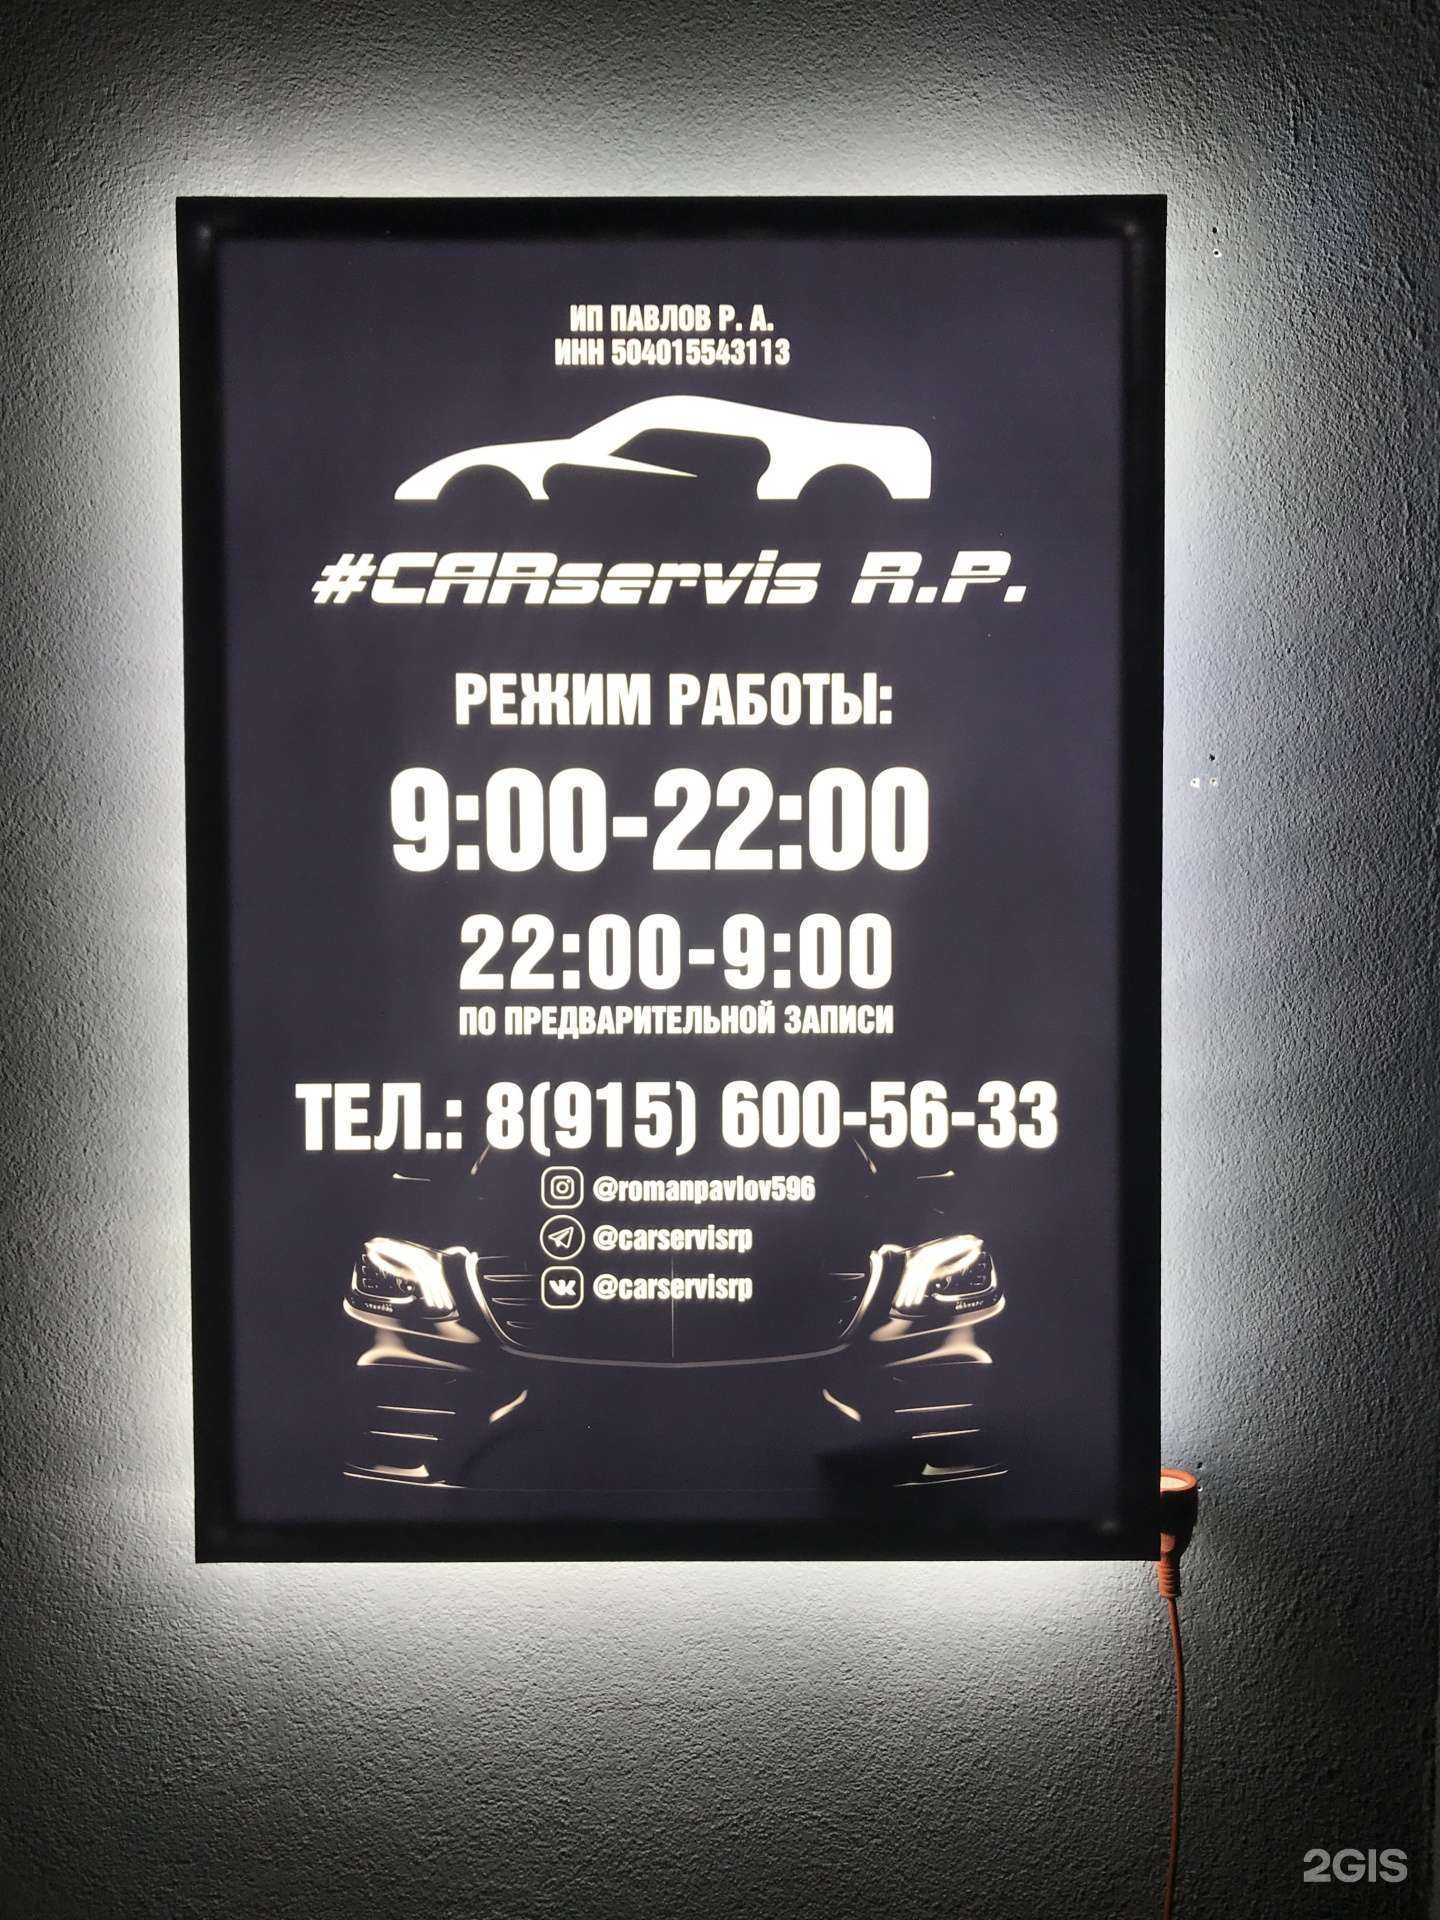 ИП ПАВЛОВ Р. А.
ИНН 504015543113
#CARservis R.P.
РЕЖИМ РАБОТЫ:
9:00-22:00
22:00-9:00
ПО ПРЕДВАРИТЕЛЬНОЙ ЗАПИСИ
ТЕЛ.: 8(915) 600-56-33
@romanpavlov596
@carservisrp
@carservisrp
2GIS